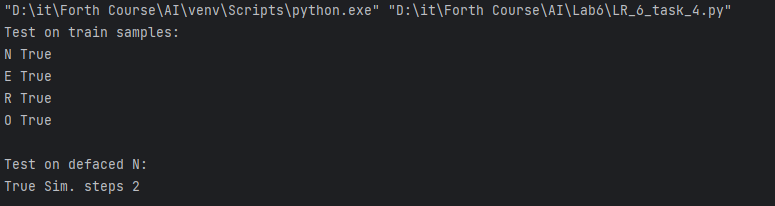 "D:\it\Forth Course\AI\venv\Scripts\python.exe" "D:\it\Forth Course\AI\Lab6\LR_6_task_4.py"
Test on train samples:
N True
E True
R True
O True
Test on defaced N:
True Sim. steps 2